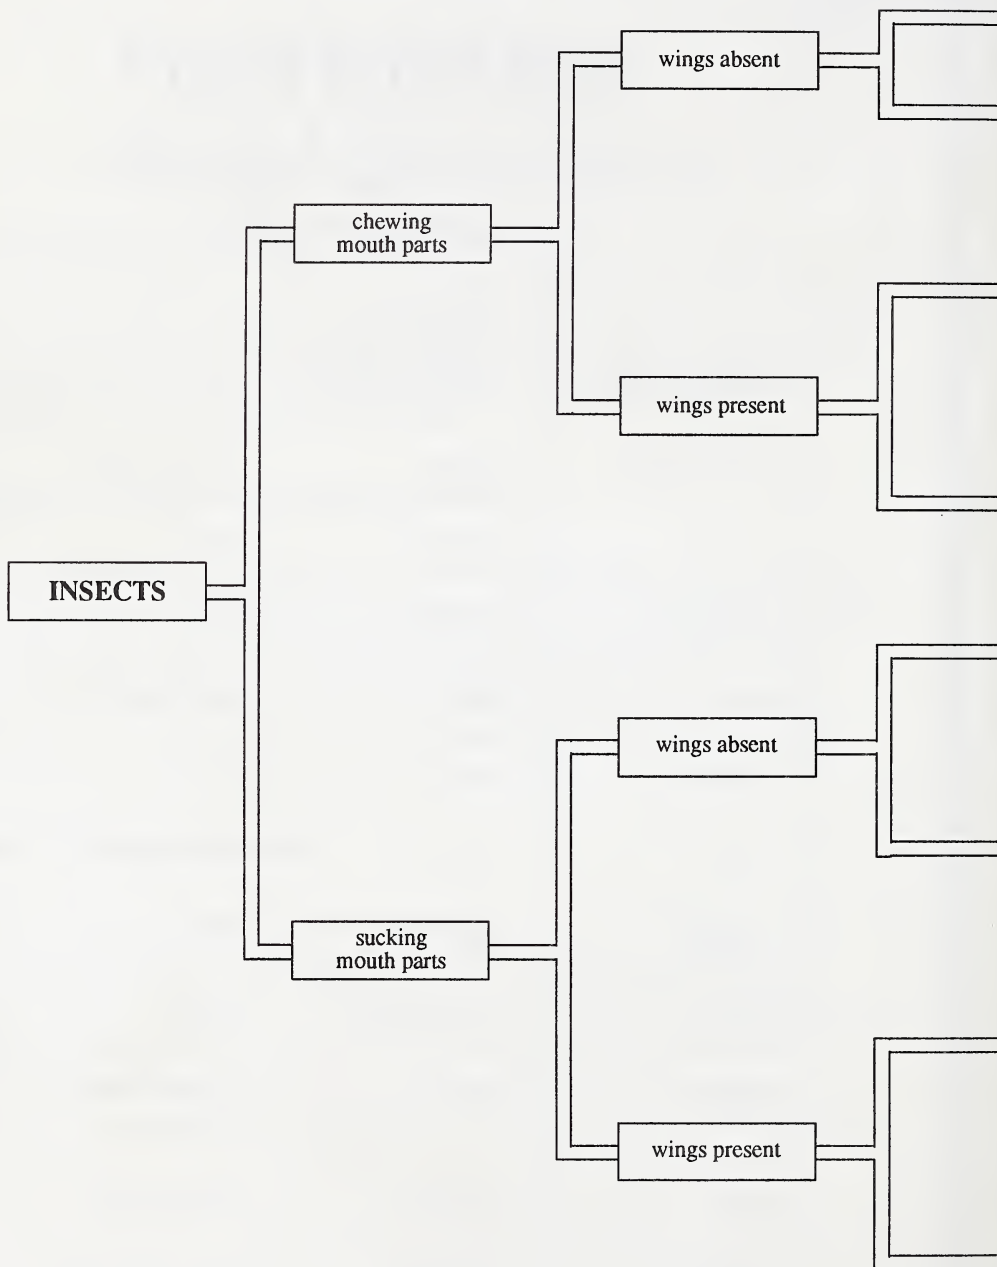 wings absent
chewing
mouth parts
wings present
INSECTS
wings absent
sucking
mouth parts
wings present